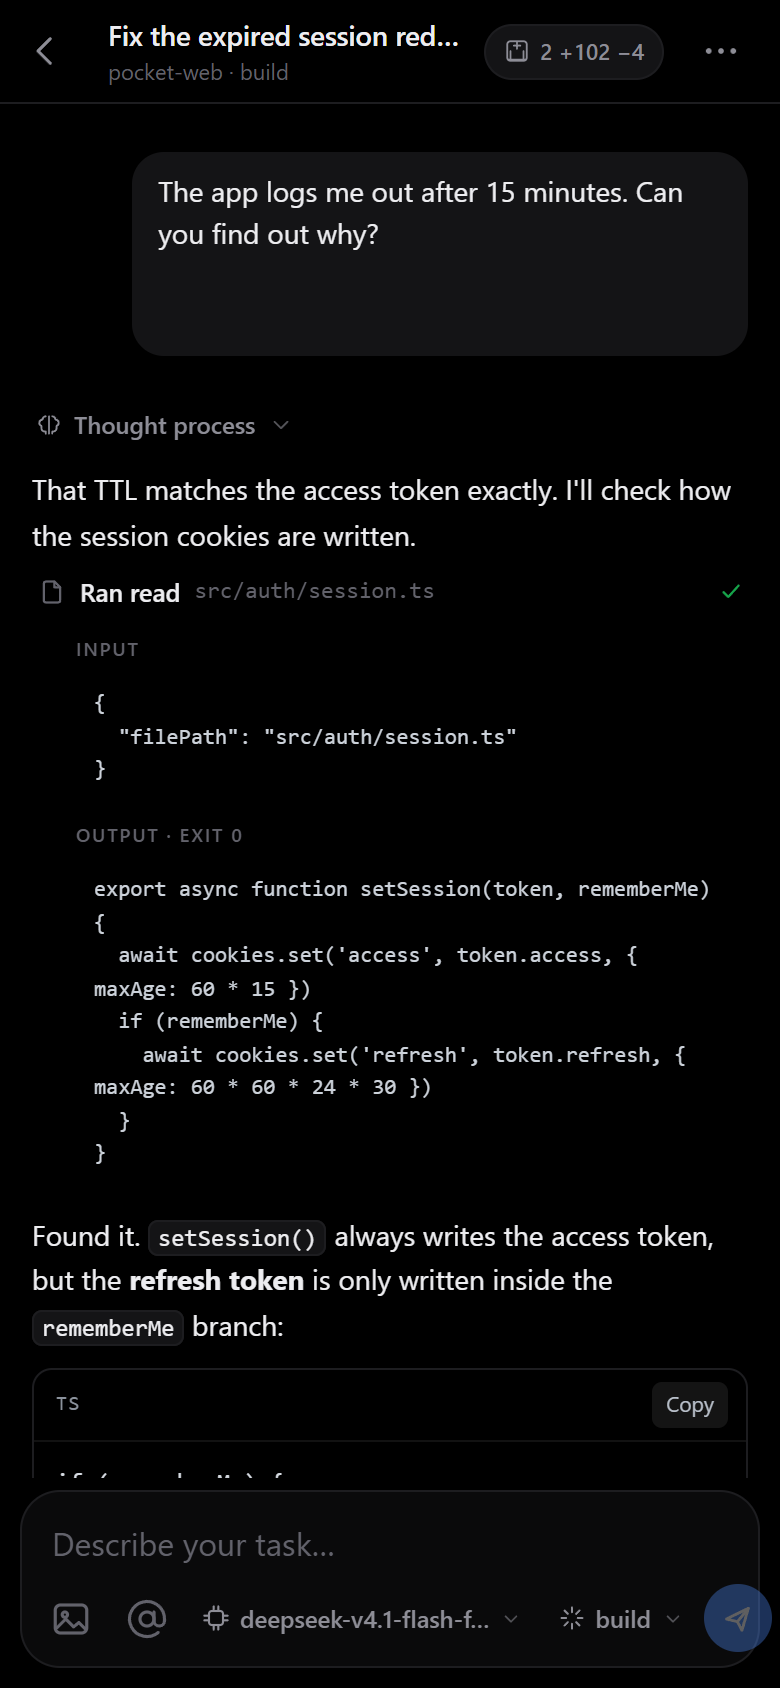 Fix the expired session red...
pocket-web · build
2 +102 −4
The app logs me out after 15 minutes. Can
you find out why?
Thought process
That TTL matches the access token exactly. I'll check how
the session cookies are written.
Ran read src/auth/session.ts
INPUT
{
  "filePath": "src/auth/session.ts"
}
OUTPUT · EXIT 0
export async function setSession(token, rememberMe)
{
  await cookies.set('access', token.access, {
maxAge: 60 * 15 })
  if (rememberMe) {
    await cookies.set('refresh', token.refresh, {
maxAge: 60 * 60 * 24 * 30 })
  }
}
Found it. setSession() always writes the access token,
but the refresh token is only written inside the
rememberMe branch:
TS
Copy
Describe your task...
deepseek-v4.1-flash-f...
build